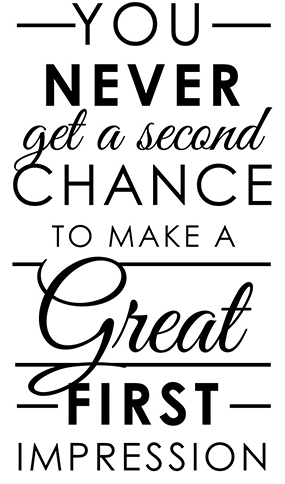 YOU
NEVER
get a second
CHANCE
TO MAKE A
Great
FIRST
IMPRESSION